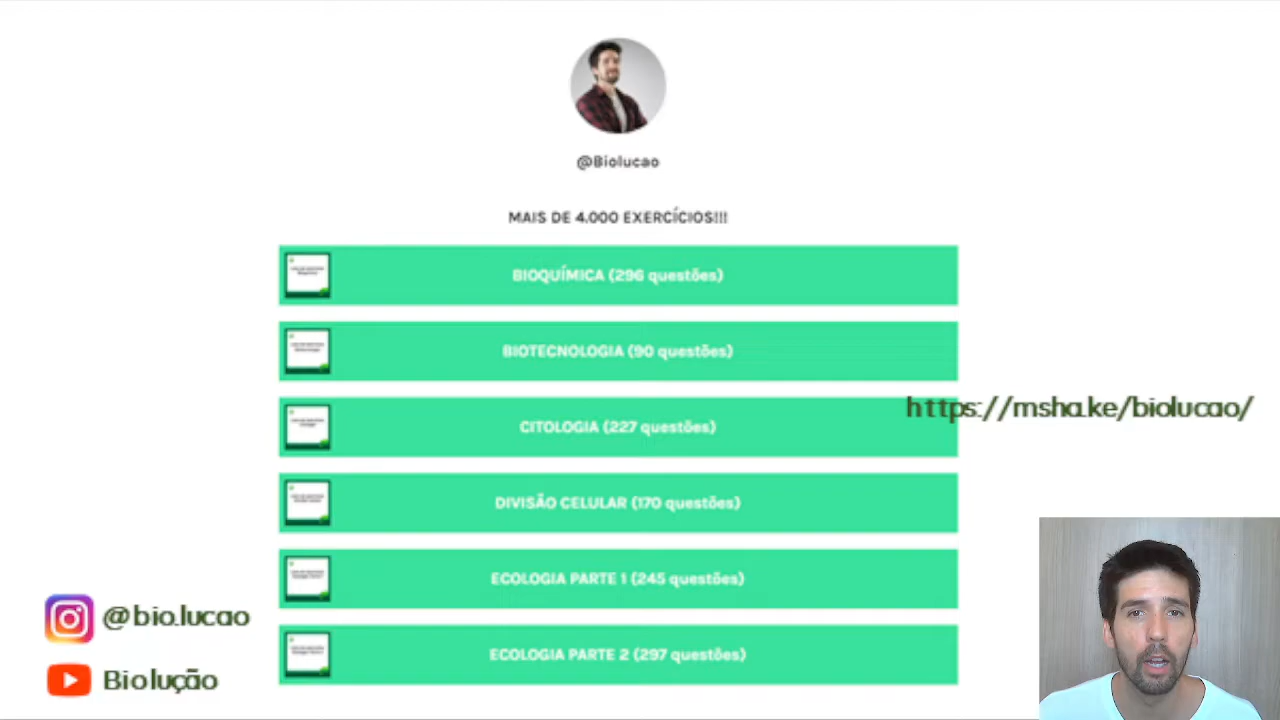 @Biolucao
MAIS DE 4.000 EXERCÍCIOS!!!
BIOQUÍMICA (296 questões)
BIOTECNOLOGIA (90 questões)
CITOLOGIA (227 questões)
https://msha.ke/biolucao/
DIVISÃO CELULAR (170 questões)
ECOLOGIA PARTE 1 (245 questões)
ECOLOGIA PARTE 2 (297 questões)
@bio.lucao
Biolução